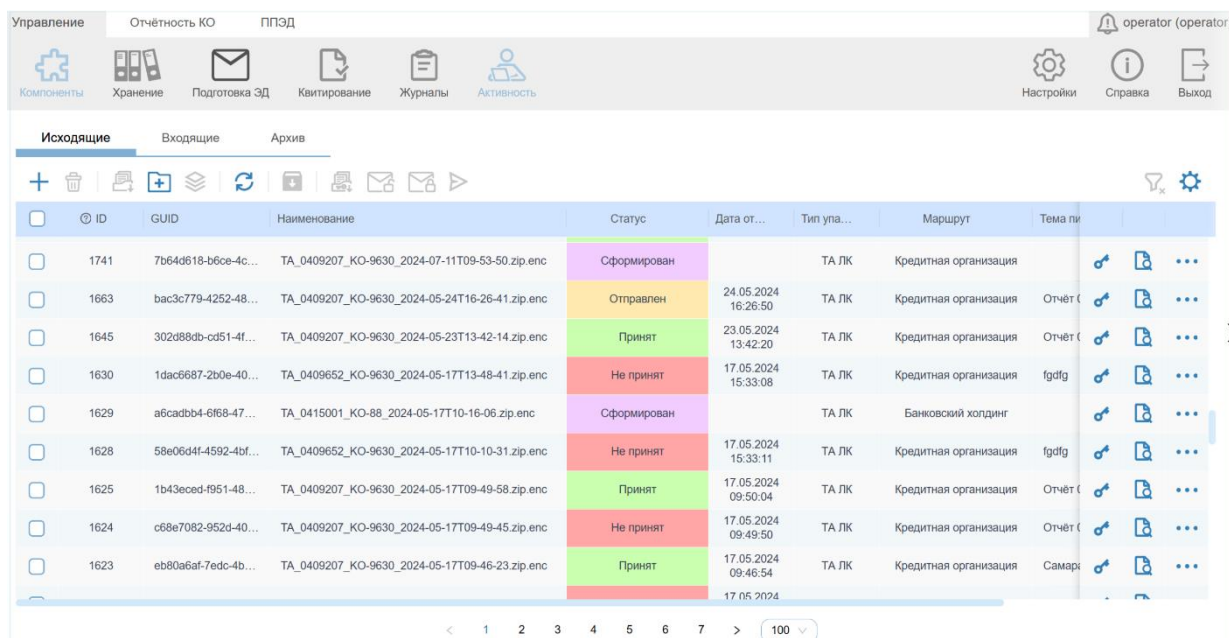 Управление Отчётность КО ППЭД operator (operator
Компоненты Хранение Подготовка ЭД Квитирование Журналы Активность Настройки Справка Выход
Исходящие Входящие Архив
ID GUID Наименование Статус Дата от... Тип упа... Маршрут Тема пи
1741 7b64d618-b6ce-4c... TA_0409207_KO-9630_2024-07-11T09-53-50.zip.enc Сформирован ТА ЛК Кредитная организация
1663 bac3c779-4252-48... TA_0409207_KO-9630_2024-05-24T16-26-41.zip.enc Отправлен 24.05.2024 16:26:50 ТА ЛК Кредитная организация Отчёт (
1645 302d88db-cd51-4f... TA_0409207_KO-9630_2024-05-23T13-42-14.zip.enc Принят 23.05.2024 13:42:20 ТА ЛК Кредитная организация Отчёт (
1630 1dac6687-2b0e-40... TA_0409652_KO-9630_2024-05-17T13-48-41.zip.enc Не принят 17.05.2024 15:33:08 ТА ЛК Кредитная организация fgdfg
1629 a6cadbb4-6f68-47... TA_0415001_KO-88_2024-05-17T10-16-06.zip.enc Сформирован ТА ЛК Банковский холдинг
1628 58e06d4f-4592-4bf... TA_0409652_KO-9630_2024-05-17T10-10-31.zip.enc Не принят 17.05.2024 15:33:11 ТА ЛК Кредитная организация fgdfg
1625 1b43eced-f951-48... TA_0409207_KO-9630_2024-05-17T09-49-58.zip.enc Принят 17.05.2024 09:50:04 ТА ЛК Кредитная организация Отчёт (
1624 c68e7082-952d-40... TA_0409207_KO-9630_2024-05-17T09-49-45.zip.enc Не принят 17.05.2024 09:49:50 ТА ЛК Кредитная организация Отчёт (
1623 eb80a6af-7edc-4b... TA_0409207_KO-9630_2024-05-17T09-46-23.zip.enc Принят 17.05.2024 09:46:54 ТА ЛК Кредитная организация Самара
17.05.2024
< 1 2 3 4 5 6 7 > 100